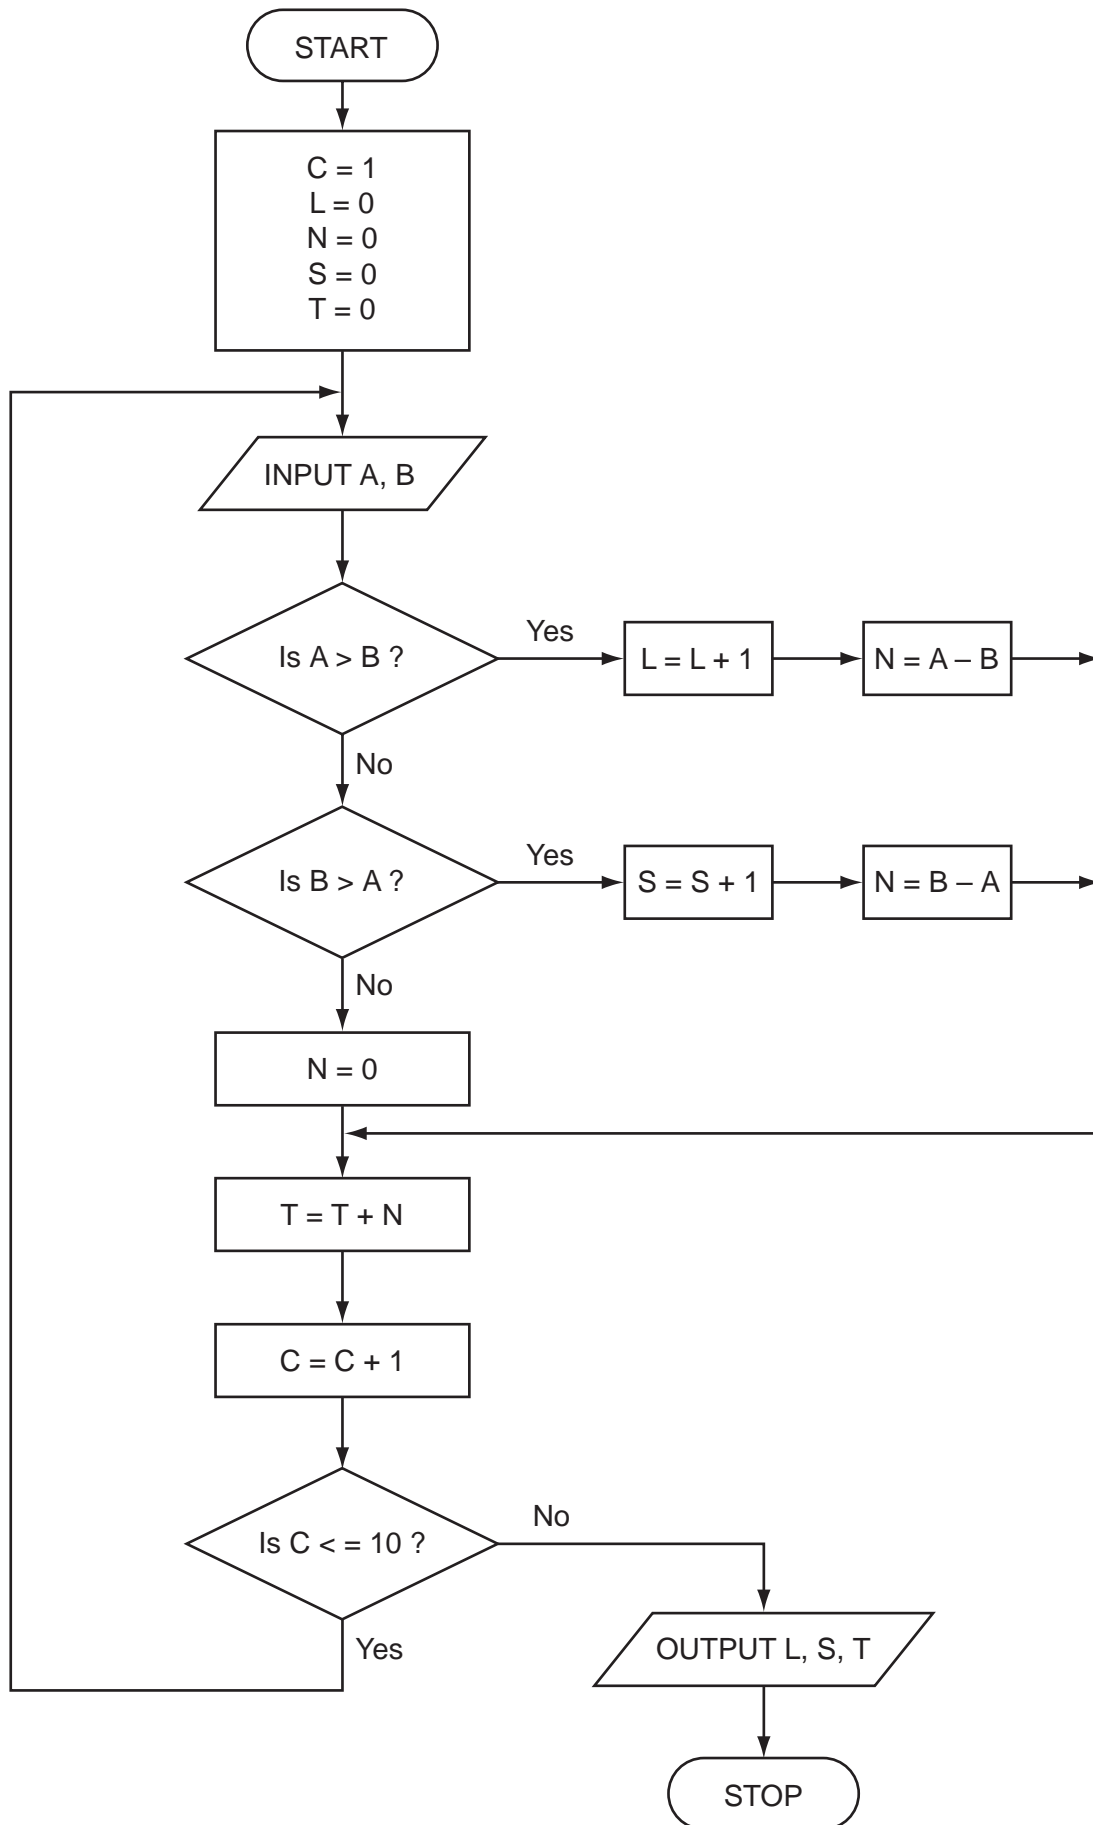 START
C = 1
L = 0
N = 0
S = 0
T = 0
INPUT A, B
Is A > B ?
Yes
L = L + 1
N = A – B
No
Is B > A ?
Yes
S = S + 1
N = B – A
No
N = 0
T = T + N
C = C + 1
Is C < = 10 ?
No
Yes
OUTPUT L, S, T
STOP